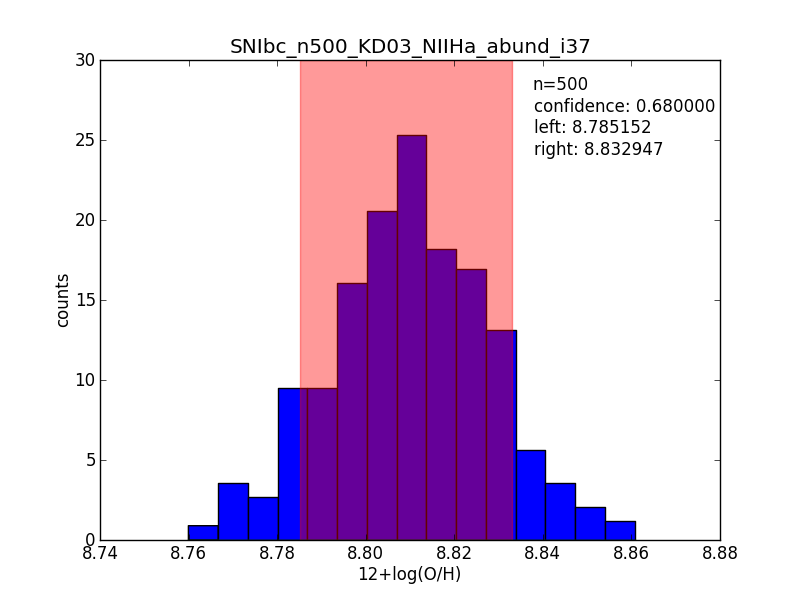 SNIbc_n500_KD03_NIIHa_abund_i37
n=500
confidence: 0.680000
left: 8.785152
right: 8.832947
30
25
20
15
10
5
0
counts
8.74 8.76 8.78 8.80 8.82 8.84 8.86 8.88
12+log(O/H)